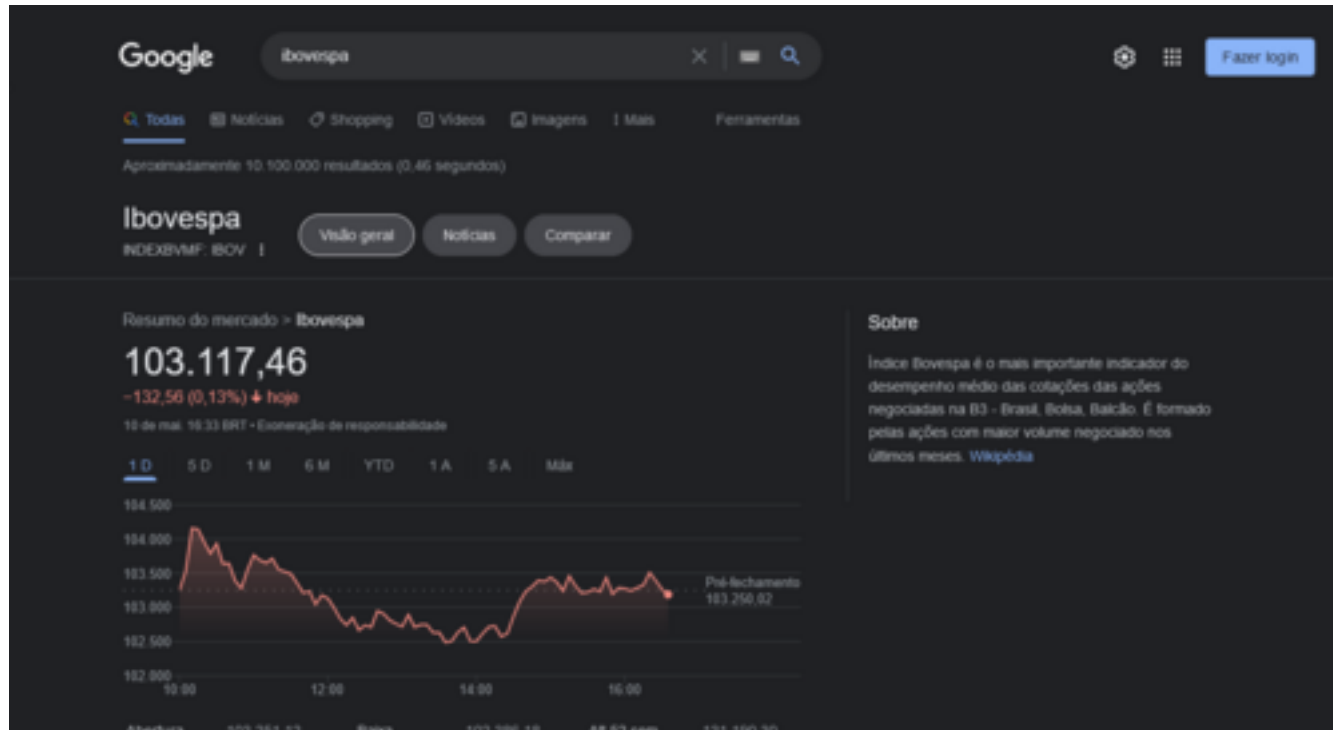 Google
ibovespa
Fazer login
Todas Notícias Shopping Vídeos Imagens Mais Ferramentas
Aproximadamente 10.100.000 resultados (0,46 segundos)
Ibovespa
INDEXBVMF: IBOV
Visão geral Notícias Comparar
Resumo do mercado > Ibovespa
103.117,46
−132,56 (0,13%) hoje
10 de mai. 16:33 BRT • Exoneração de responsabilidade
1 D 5 D 1 M 6 M YTD 1 A 5 A Máx
104.500
104.000
103.500
103.000
102.500
102.000
Pré-fechamento
103.250,02
10:00 12:00 14:00 16:00
Sobre
Índice Bovespa é o mais importante indicador do
desempenho médio das cotações das ações
negociadas na B3 - Brasil, Bolsa, Balcão. É formado
pelas ações com maior volume negociado nos
últimos meses. Wikipédia